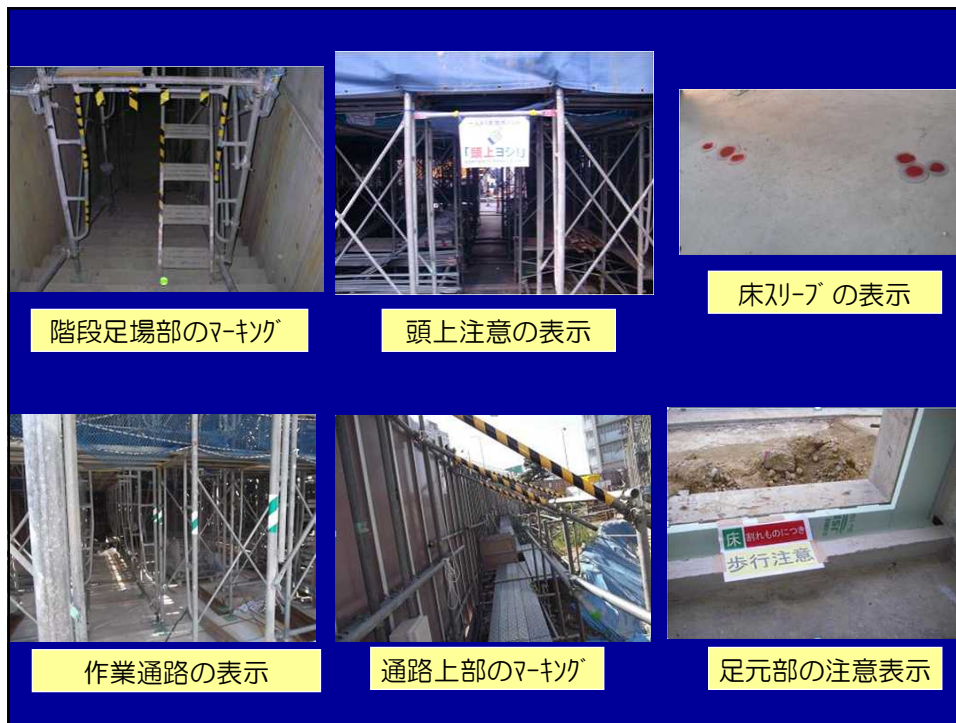 「頭上ヨシ!」
階段足場部のﾏｰｷﾝｸﾞ
頭上注意の表示
床ｽﾘｰﾌﾞの表示
床
割れものにつき
歩行注意
作業通路の表示
通路上部のﾏｰｷﾝｸﾞ
足元部の注意表示